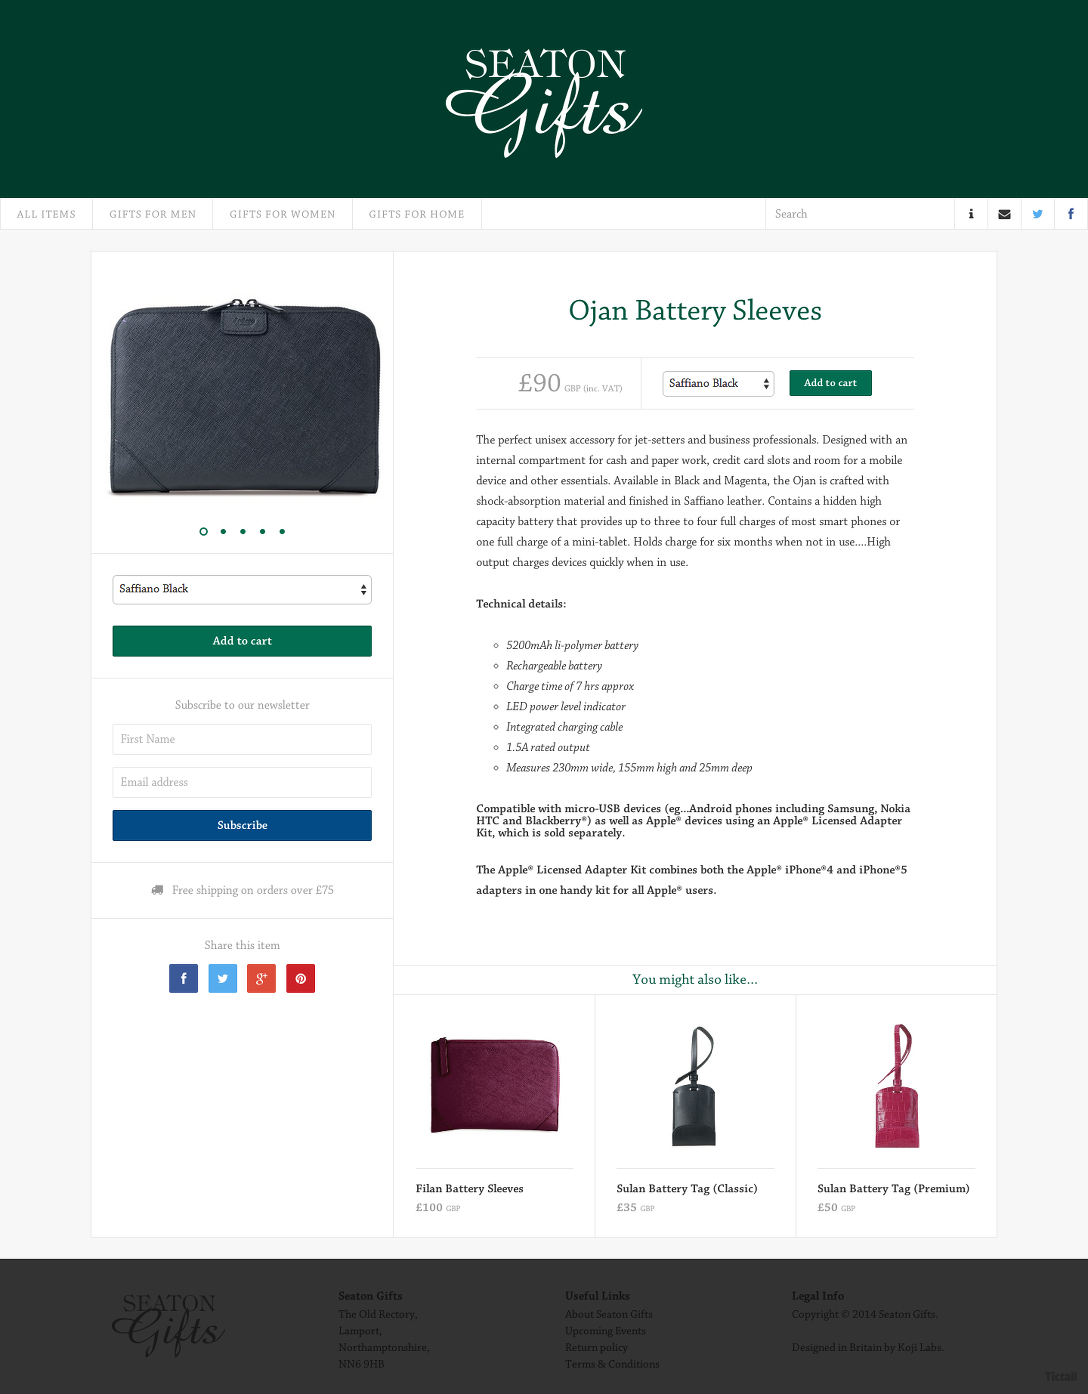 SEATON
Gifts
ALL ITEMS
GIFTS FOR MEN
GIFTS FOR WOMEN
GIFTS FOR HOME
Search
Ojan Battery Sleeves
£90 GBP (inc. VAT)
Saffiano Black
Add to cart
The perfect unisex accessory for jet-setters and business professionals. Designed with an
internal compartment for cash and paper work, credit card slots and room for a mobile
device and other essentials. Available in Black and Magenta, the Ojan is crafted with
shock-absorption material and finished in Saffiano leather. Contains a hidden high
capacity battery that provides up to three to four full charges of most smart phones or
one full charge of a mini-tablet. Holds charge for six months when not in use....High
output charges devices quickly when in use.
Technical details:
5200mAh li-polymer battery
Rechargeable battery
Charge time of 7 hrs approx
LED power level indicator
Integrated charging cable
1.5A rated output
Measures 230mm wide, 155mm high and 25mm deep
Compatible with micro-USB devices (eg...Android phones including Samsung, Nokia
HTC and Blackberry®) as well as Apple® devices using an Apple® Licensed Adapter
Kit, which is sold separately.
The Apple® Licensed Adapter Kit combines both the Apple® iPhone®4 and iPhone®5
adapters in one handy kit for all Apple® users.
Saffiano Black
Add to cart
Subscribe to our newsletter
First Name
Email address
Subscribe
Free shipping on orders over £75
Share this item
You might also like...
Filan Battery Sleeves
£100 GBP
Sulan Battery Tag (Classic)
£35 GBP
Sulan Battery Tag (Premium)
£50 GBP
SEATON
Gifts
Seaton Gifts
The Old Rectory,
Lamport,
Northamptonshire,
NN6 9HB
Useful Links
About Seaton Gifts
Upcoming Events
Return policy
Terms & Conditions
Legal Info
Copyright © 2014 Seaton Gifts.
Designed in Britain by Koji Labs.
Tictail